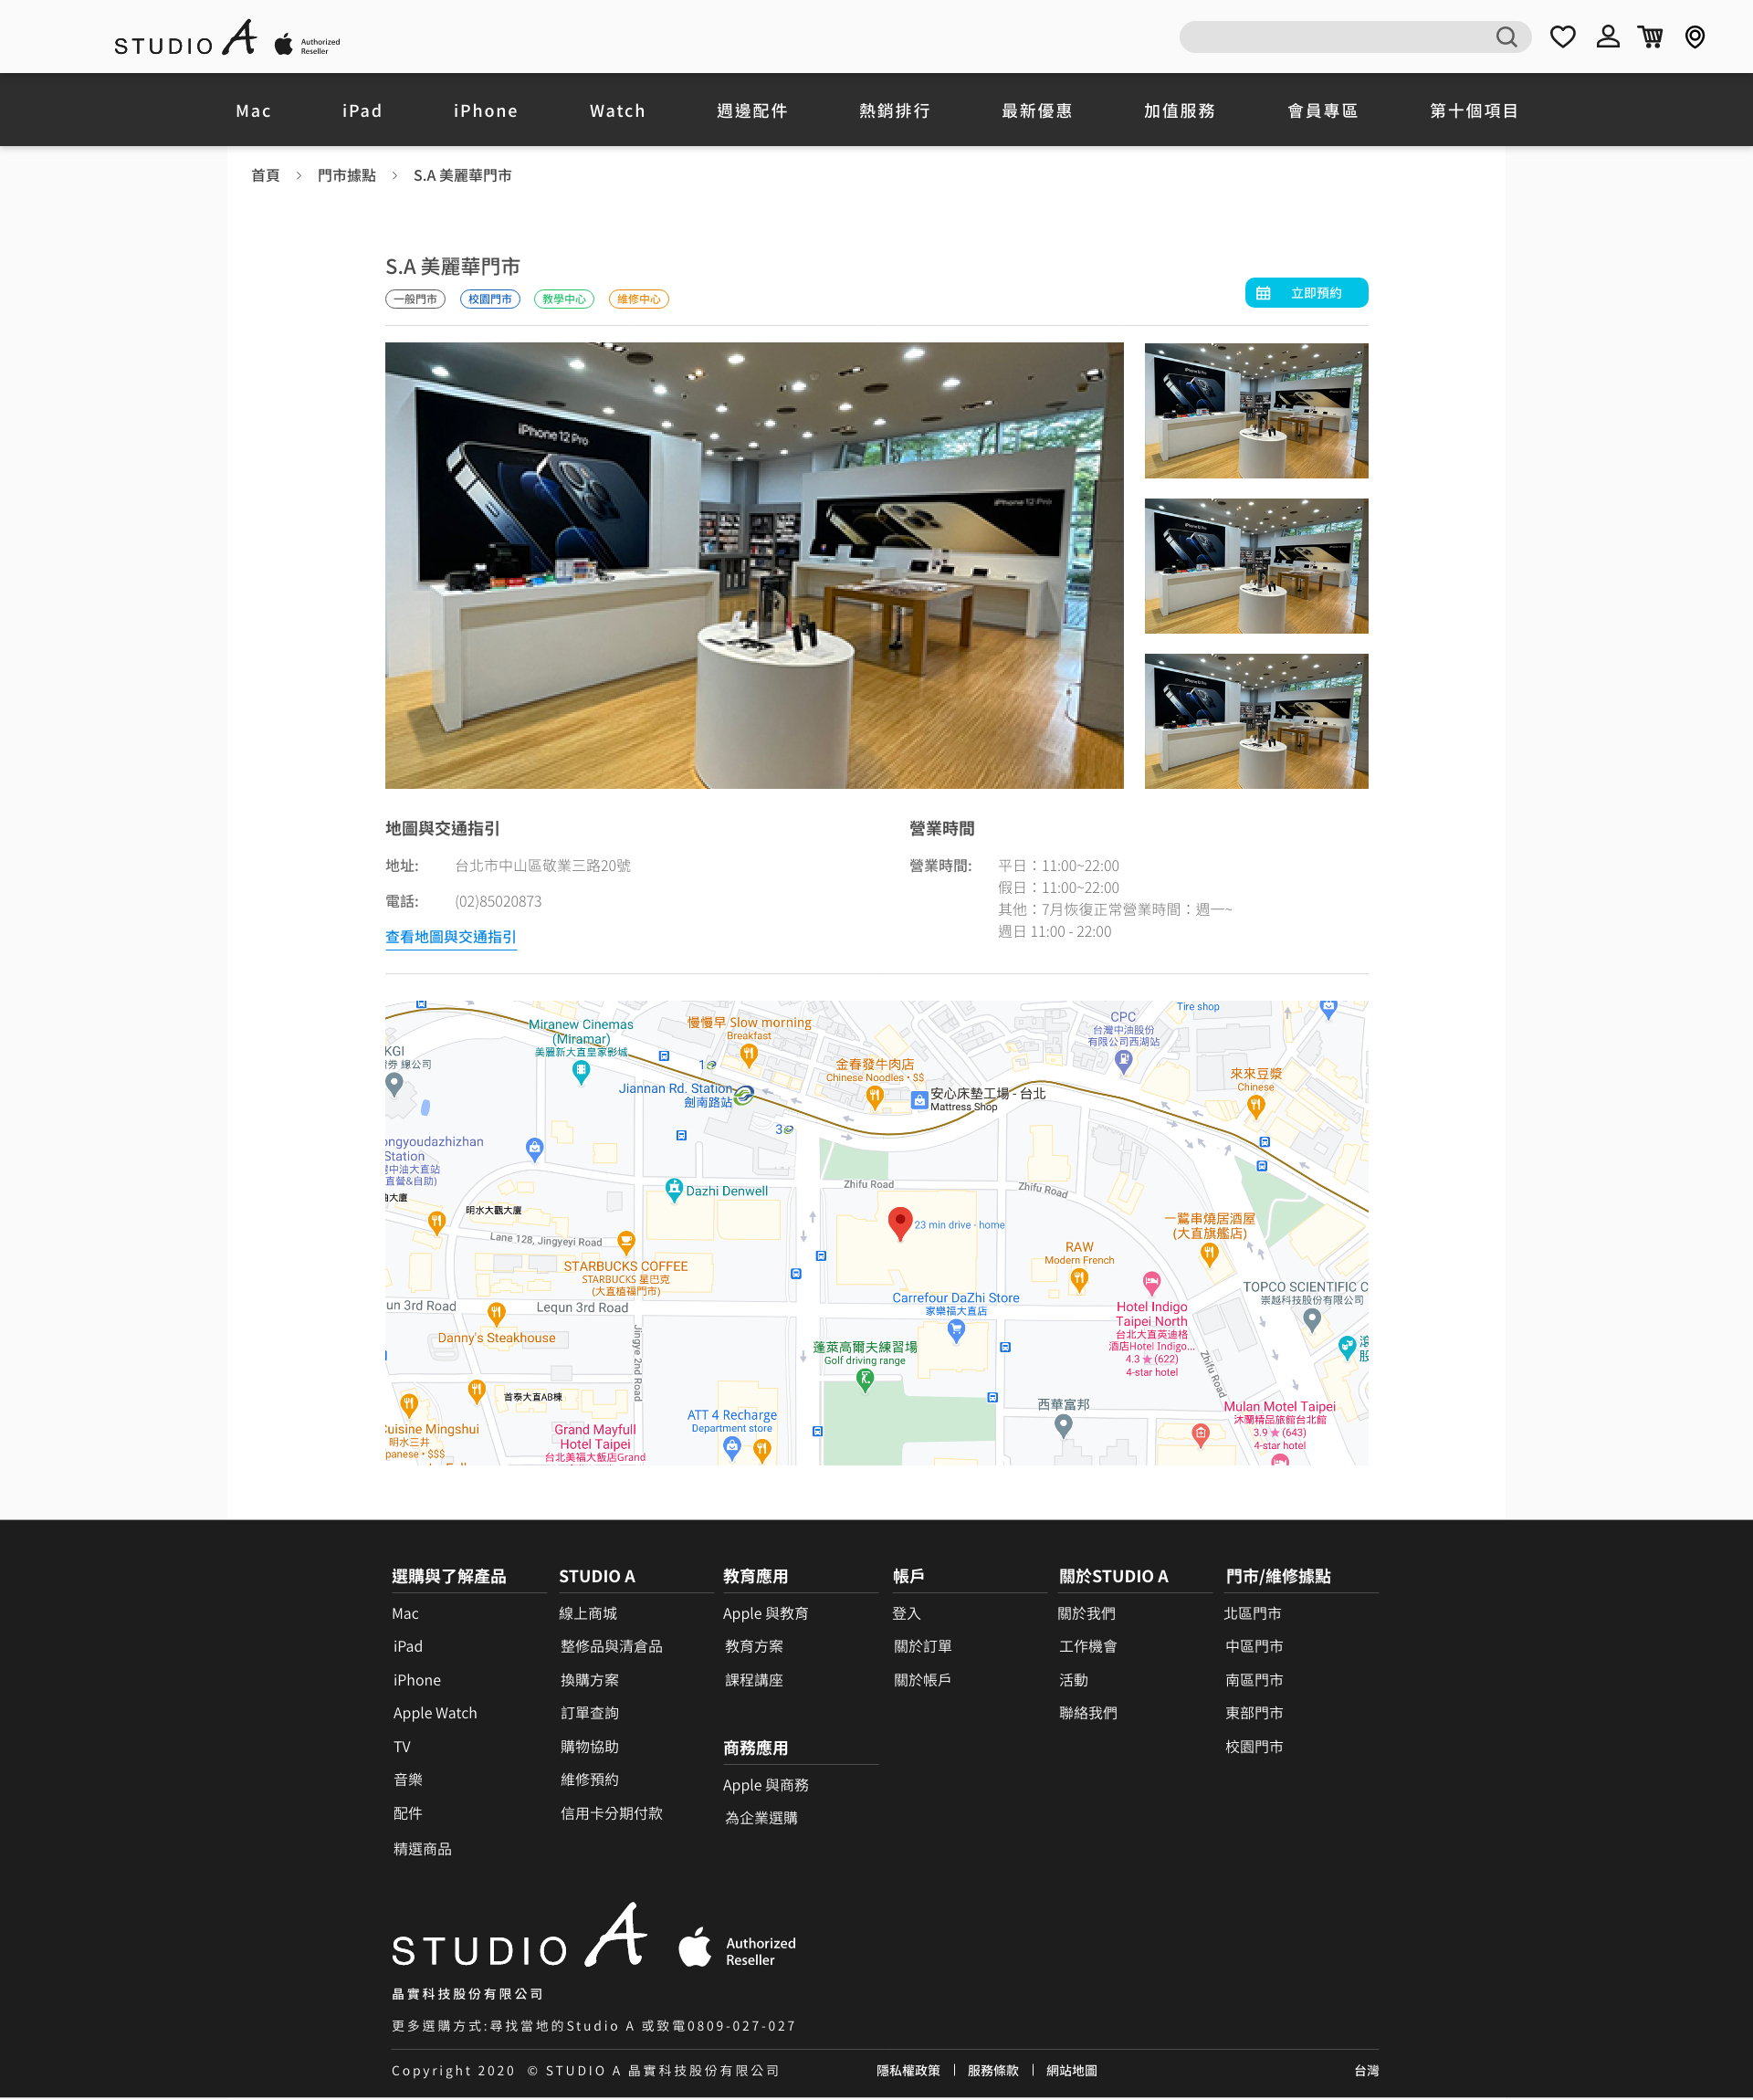 STUDIO A Authorized
Reseller
Mac iPad iPhone Watch 週邊配件 熱銷排行 最新優惠 加值服務 會員專區 第十個項目
首頁 > 門市據點 > S.A 美麗華門市
S.A 美麗華門市
一般門市 校園門市 教學中心 維修中心
立即預約
iPhone 12 Pro
iPhone 12 Pro
地圖與交通指引
地址: 台北市中山區敬業三路20號
電話: (02)85020873
查看地圖與交通指引
營業時間
營業時間: 平日：11:00~22:00
假日：11:00~22:00
其他：7月恢復正常營業時間：週一~
週日 11:00 - 22:00
Tire shop
Miranew Cinemas
(Miramar)
美麗新大直皇家影城
慢慢早 Slow morning
Breakfast
CPC
台灣中油股份
有限公司西湖站
KGI
證券 總公司
金春發牛肉店
Chinese Noodles • $$
來來豆漿
Chinese
1
Jiannan Rd. Station
劍南路站
安心床墊工場 - 台北
Mattress Shop
3
ongyoudazhizhan
Station
中油大直站
直營&自助)
大廈
明水大觀大廈
Dazhi Denwell
Zhifu Road
Zhifu Road
23 min drive - home
一鷺串燒居酒屋
(大直旗艦店)
Lane 128, Jingyeyi Road
STARBUCKS COFFEE
STARBUCKS 星巴克
(大直植福門市)
RAW
Modern French
TOPCO SCIENTIFIC C
崇越科技股份有限公司
un 3rd Road
Lequn 3rd Road
Carrefour DaZhi Store
家樂福大直店
Hotel Indigo
Taipei North
台北大直英迪格
酒店Hotel Indigo...
4.3 ★ (622)
4-star hotel
Danny's Steakhouse
Jingye 2nd Road
蓬萊高爾夫練習場
Golf driving range
滾
股
Zhifu Road
首泰大直AB棟
西華富邦
Mulan Motel Taipei
沐蘭精品旅館台北館
3.9 ★ (643)
4-star hotel
Cuisine Mingshui
明水三井
panese • $$$
Grand Mayfull
Hotel Taipei
台北美福大飯店Grand
ATT 4 Recharge
Department store
選購與了解產品
Mac
iPad
iPhone
Apple Watch
TV
音樂
配件
精選商品
STUDIO A
線上商城
整修品與清倉品
換購方案
訂單查詢
購物協助
維修預約
信用卡分期付款
教育應用
Apple 與教育
教育方案
課程講座
商務應用
Apple 與商務
為企業選購
帳戶
登入
關於訂單
關於帳戶
關於STUDIO A
關於我們
工作機會
活動
聯絡我們
門市/維修據點
北區門市
中區門市
南區門市
東部門市
校園門市
STUDIO A Authorized
Reseller
晶實科技股份有限公司
更多選購方式:尋找當地的Studio A 或致電0809-027-027
Copyright 2020 © STUDIO A 晶實科技股份有限公司 隱私權政策 | 服務條款 | 網站地圖 台灣